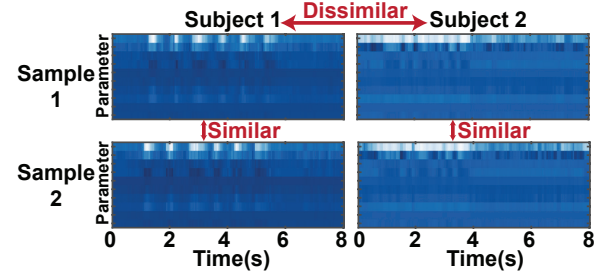 Dissimilar
Subject 1 Subject 2
Sample 1
Parameter
Similar Similar
Sample 2
Parameter
0 2 4 6 8 0 2 4 6 8
Time(s) Time(s)